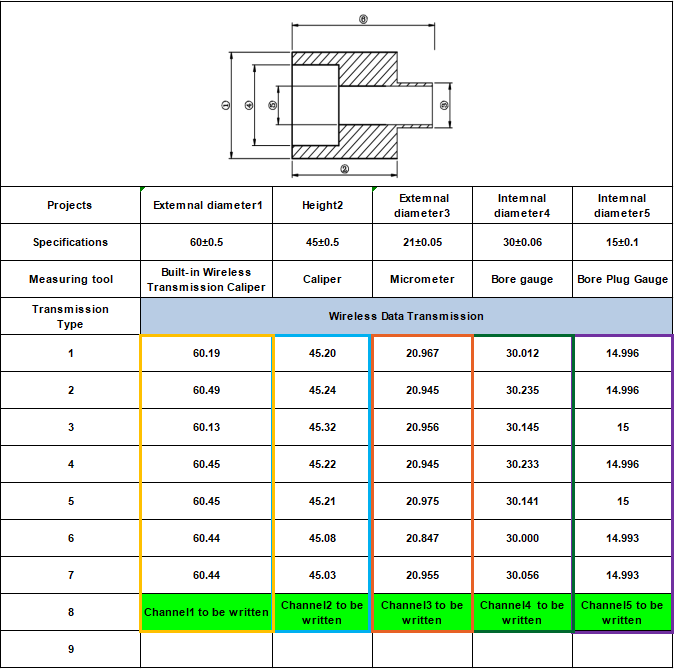 ⑥
① ④ ⑤ ③
②
Projects Extemnal diameter1 Height2 Extemnal diameter3 Intemnal diameter4 Intemnal diameter5
Specifications 60±0.5 45±0.5 21±0.05 30±0.06 15±0.1
Measuring tool Built-in Wireless Transmission Caliper Caliper Micrometer Bore gauge Bore Plug Gauge
Transmission Type Wireless Data Transmission
1 60.19 45.20 20.967 30.012 14.996
2 60.49 45.24 20.945 30.235 14.996
3 60.13 45.32 20.956 30.145 15
4 60.45 45.22 20.945 30.233 14.996
5 60.45 45.21 20.975 30.141 15
6 60.44 45.08 20.847 30.000 14.993
7 60.44 45.03 20.955 30.056 14.993
8 Channel1 to be written Channel2 to be written Channel3 to be written Channel4 to be written Channel5 to be written
9